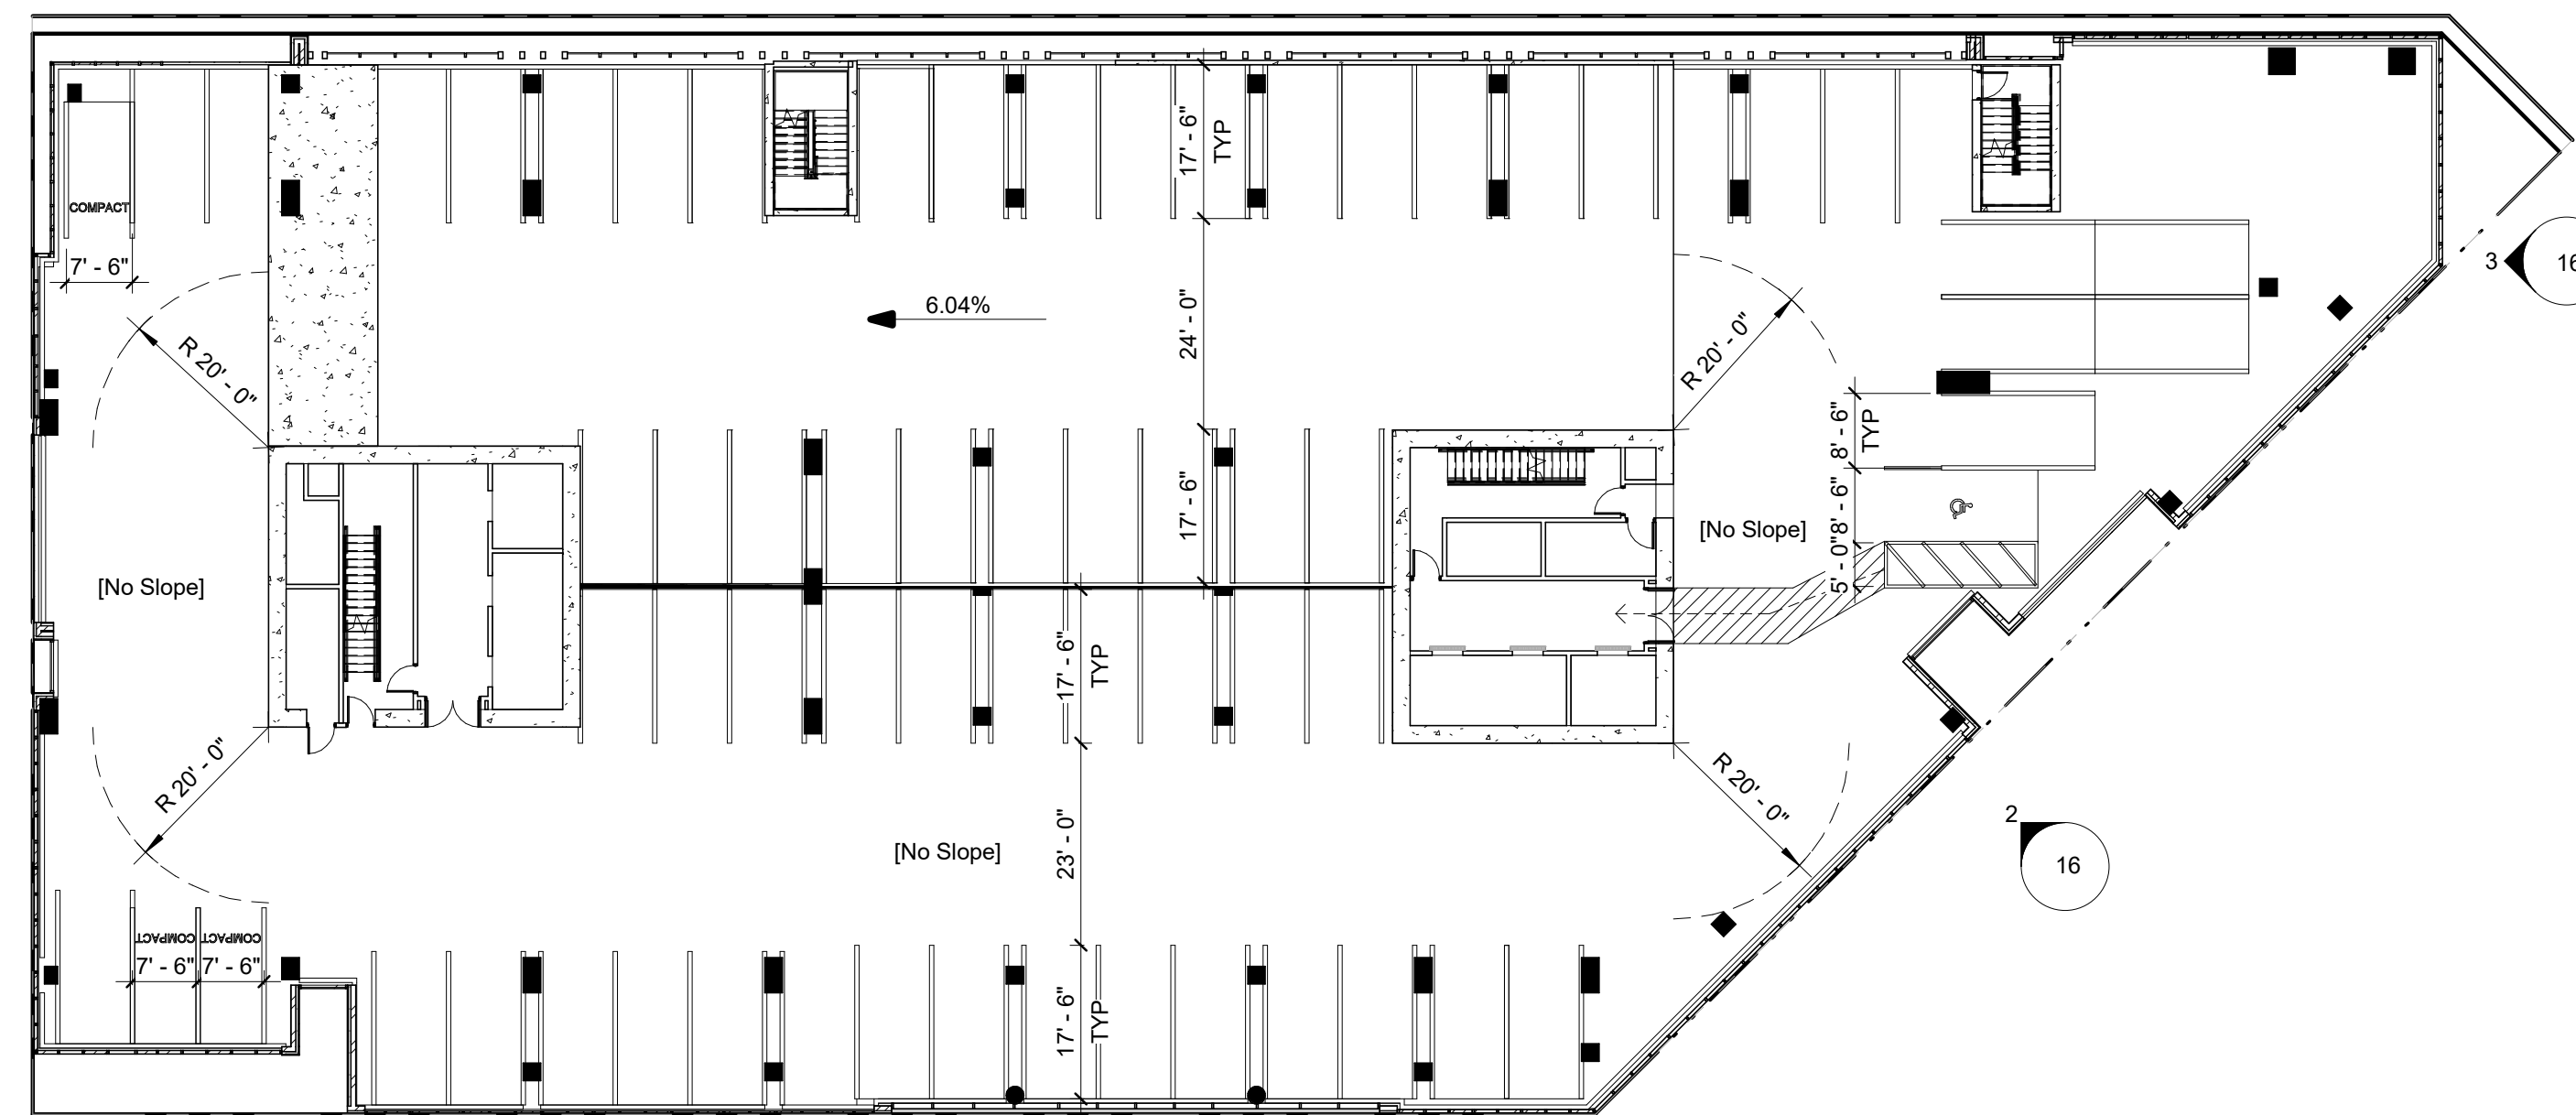 17' - 6"
TYP
COMPACT
7' - 6"
3
16
6.04%
24' - 0"
R 20' - 0"
R 20' - 0"
8' - 6"
TYP
17' - 6"
8' - 6"
[No Slope]
5' - 0"
[No Slope]
17' - 6"
TYP
R 20' - 0"
R 20' - 0"
2
16
23' - 0"
[No Slope]
COMPACT
COMPACT
7' - 6"
7' - 6"
17' - 6"
TYP